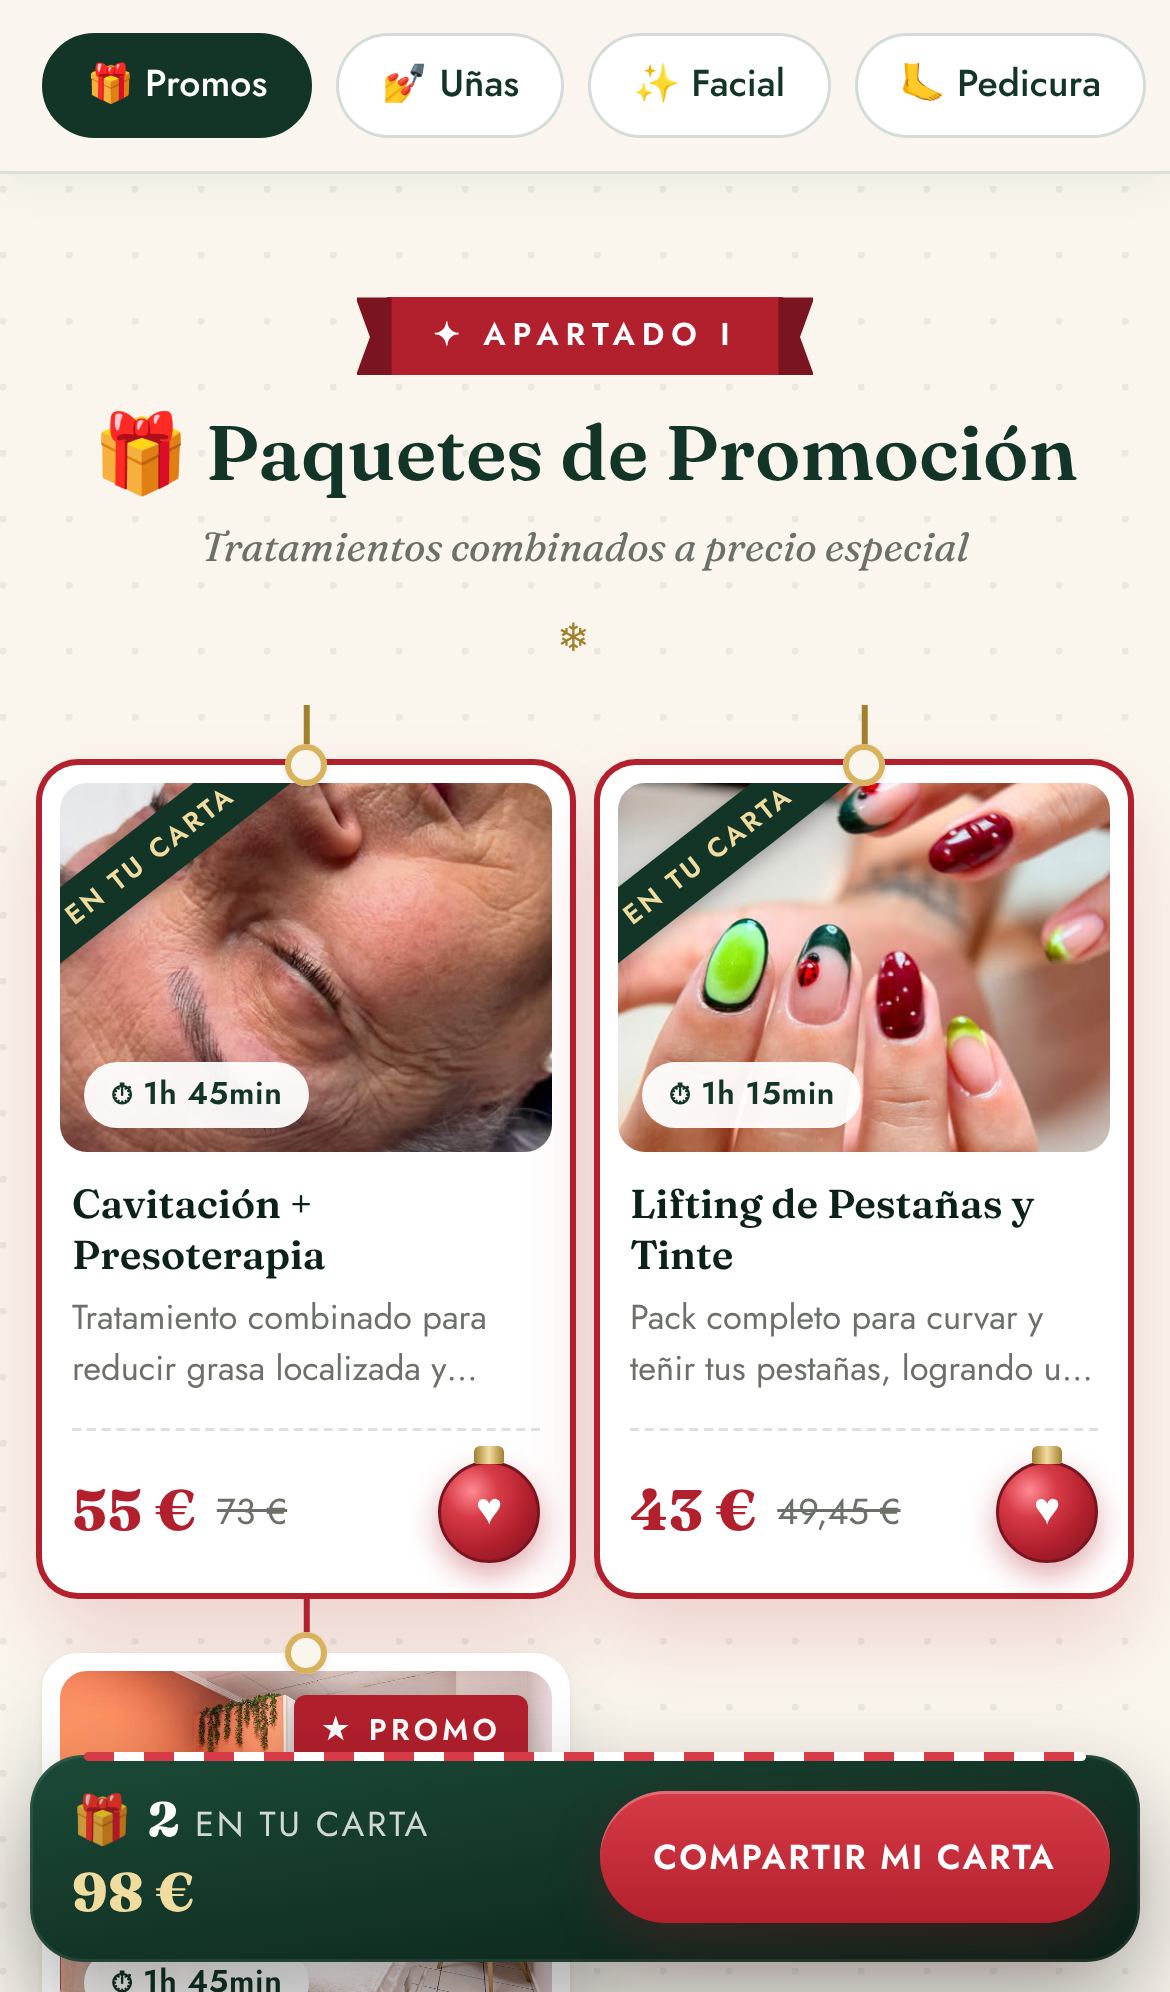 🎁 Promos
💅 Uñas
✨ Facial
🦶 Pedicura
✦ APARTADO I
🎁 Paquetes de Promoción
Tratamientos combinados a precio especial
EN TU CARTA
⏱ 1h 45min
Cavitación +
Presoterapia
Tratamiento combinado para
reducir grasa localizada y...
55 € 73 €
EN TU CARTA
⏱ 1h 15min
Lifting de Pestañas y
Tinte
Pack completo para curvar y
teñir tus pestañas, logrando u...
43 € 49,45 €
★ PROMO
🎁 2 EN TU CARTA
98 €
COMPARTIR MI CARTA
⏱ 1h 45min